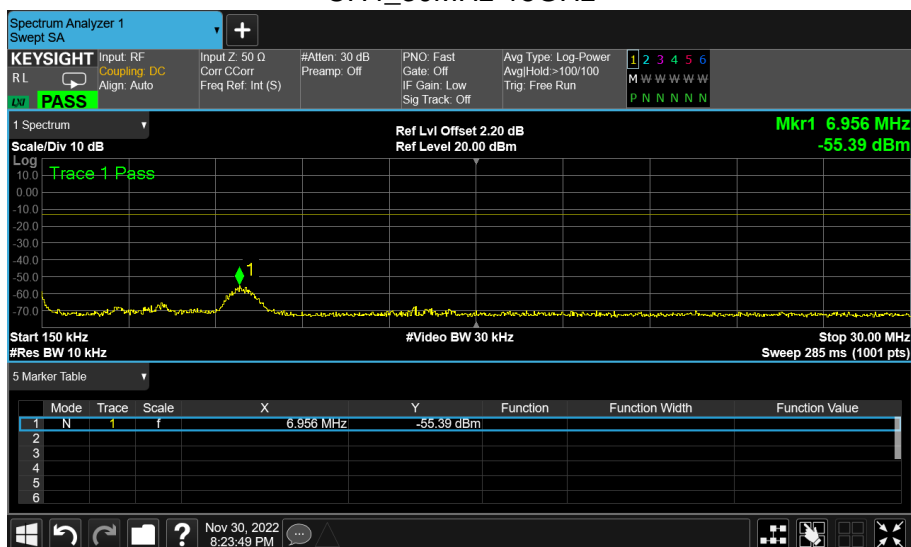 Spectrum Analyzer 1
Swept SA
KEYSIGHT Input: RF Input Z: 50 Ω #Atten: 30 dB PNO: Fast Avg Type: Log-Power 1 2 3 4 5 6
RL Coupling: DC Corr CCorr Preamp: Off Gate: Off Avg|Hold:>100/100 M W W W W W
Align: Auto Freq Ref: Int (S) IF Gain: Low Trig: Free Run
LXI PASS Sig Track: Off P N N N N N
1 Spectrum Ref Lvl Offset 2.20 dB Mkr1 6.956 MHz
Scale/Div 10 dB Ref Level 20.00 dBm -55.39 dBm
Log
10.0 Trace 1 Pass
0.00
-10.0
-20.0
-30.0
-40.0
1
-50.0
-60.0
-70.0
Start 150 kHz #Video BW 30 kHz Stop 30.00 MHz
#Res BW 10 kHz Sweep 285 ms (1001 pts)
5 Marker Table
Mode Trace Scale X Y Function Function Width Function Value
1 N 1 f 6.956 MHz -55.39 dBm
2
3
4
5
6
? Nov 30, 2022
8:23:49 PM